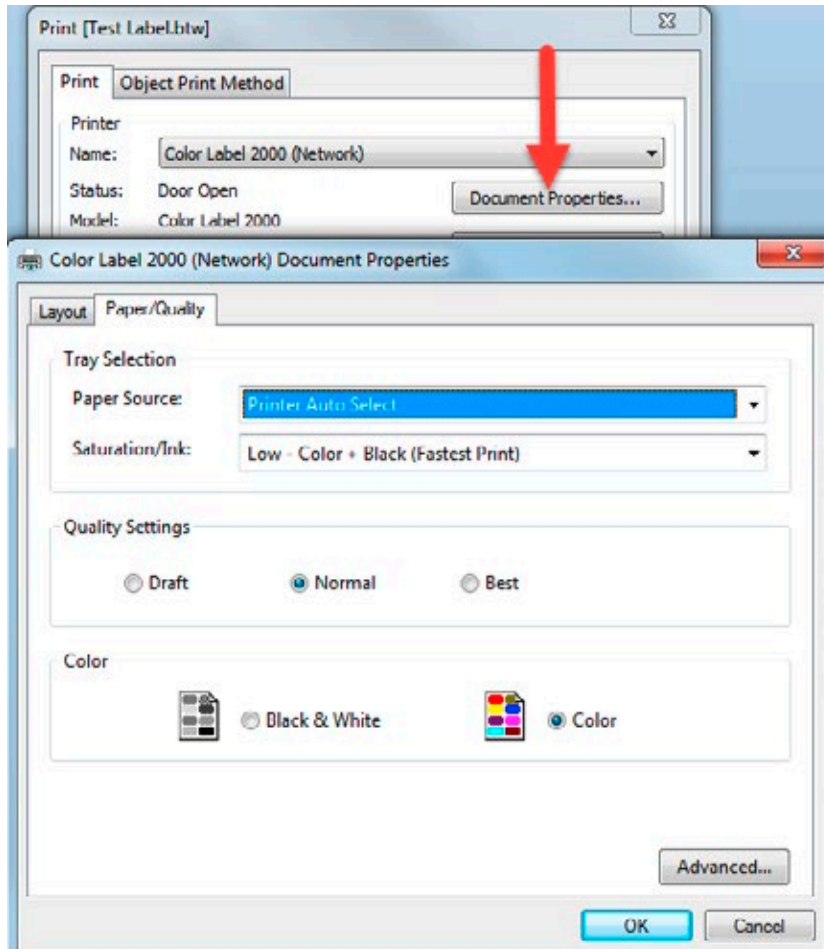 Print [Test Label.btw]
Print Object Print Method
Printer
Name: Color Label 2000 (Network)
Status: Door Open Document Properties...
Model: Color Label 2000
Color Label 2000 (Network) Document Properties
Layout Paper/Quality
Tray Selection
Paper Source: Printer Auto Select
Saturation/Ink: Low - Color + Black (Fastest Print)
Quality Settings
Draft Normal Best
Color
Black & White Color
Advanced...
OK Cancel